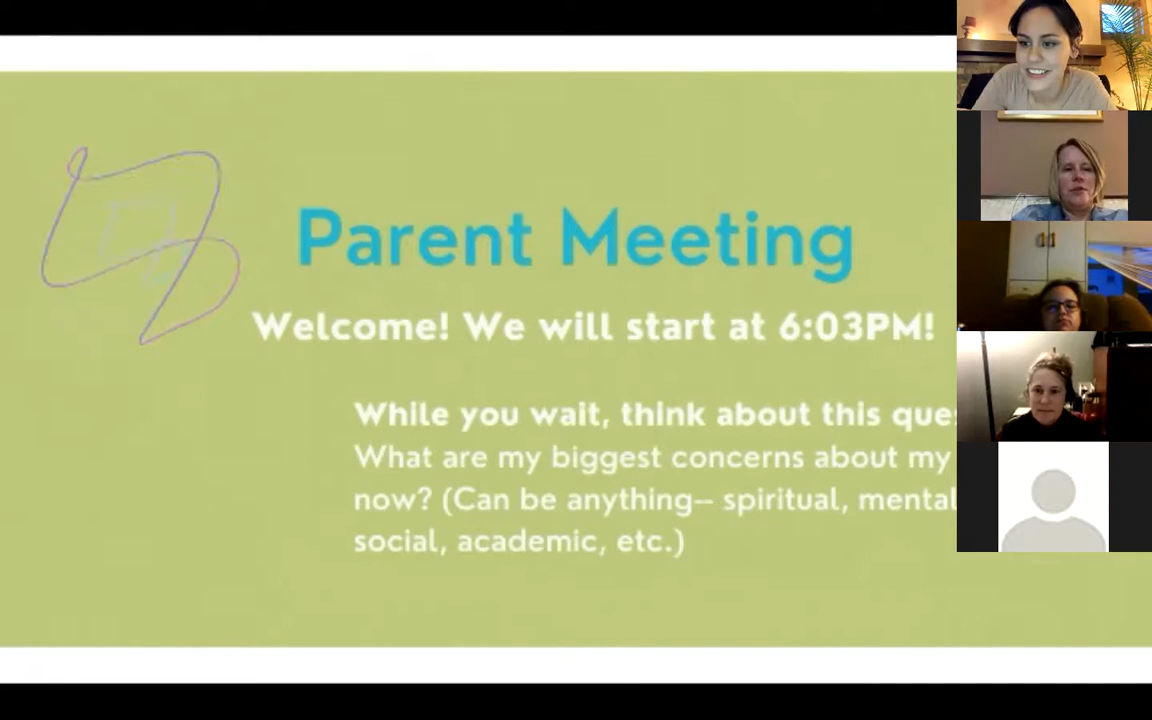 Parent Meeting
Welcome! We will start at 6:03PM!
While you wait, think about this
What are my biggest concerns about my
now? (Can be anything– spiritual, mental
social, academic, etc.)